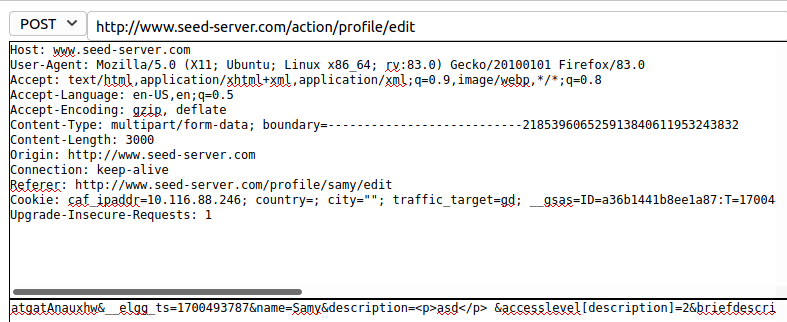 POST http://www.seed-server.com/action/profile/edit
Host: www.seed-server.com
User-Agent: Mozilla/5.0 (X11; Ubuntu; Linux x86_64; rv:83.0) Gecko/20100101 Firefox/83.0
Accept: text/html,application/xhtml+xml,application/xml;q=0.9,image/webp,*/*;q=0.8
Accept-Language: en-US,en;q=0.5
Accept-Encoding: gzip, deflate
Content-Type: multipart/form-data; boundary=---------------------------218539606525913840611953243832
Content-Length: 3000
Origin: http://www.seed-server.com
Connection: keep-alive
Referer: http://www.seed-server.com/profile/samy/edit
Cookie: caf_ipaddr=10.116.88.246; country=; city=""; traffic_target=gd; __gsas=ID=a36b1441b8ee1a87:T=17004
Upgrade-Insecure-Requests: 1
atgatAnauxhw&__elgg_ts=1700493787&name=Samy&description=<p>asd</p> &accesslevel[description]=2&briefdescri